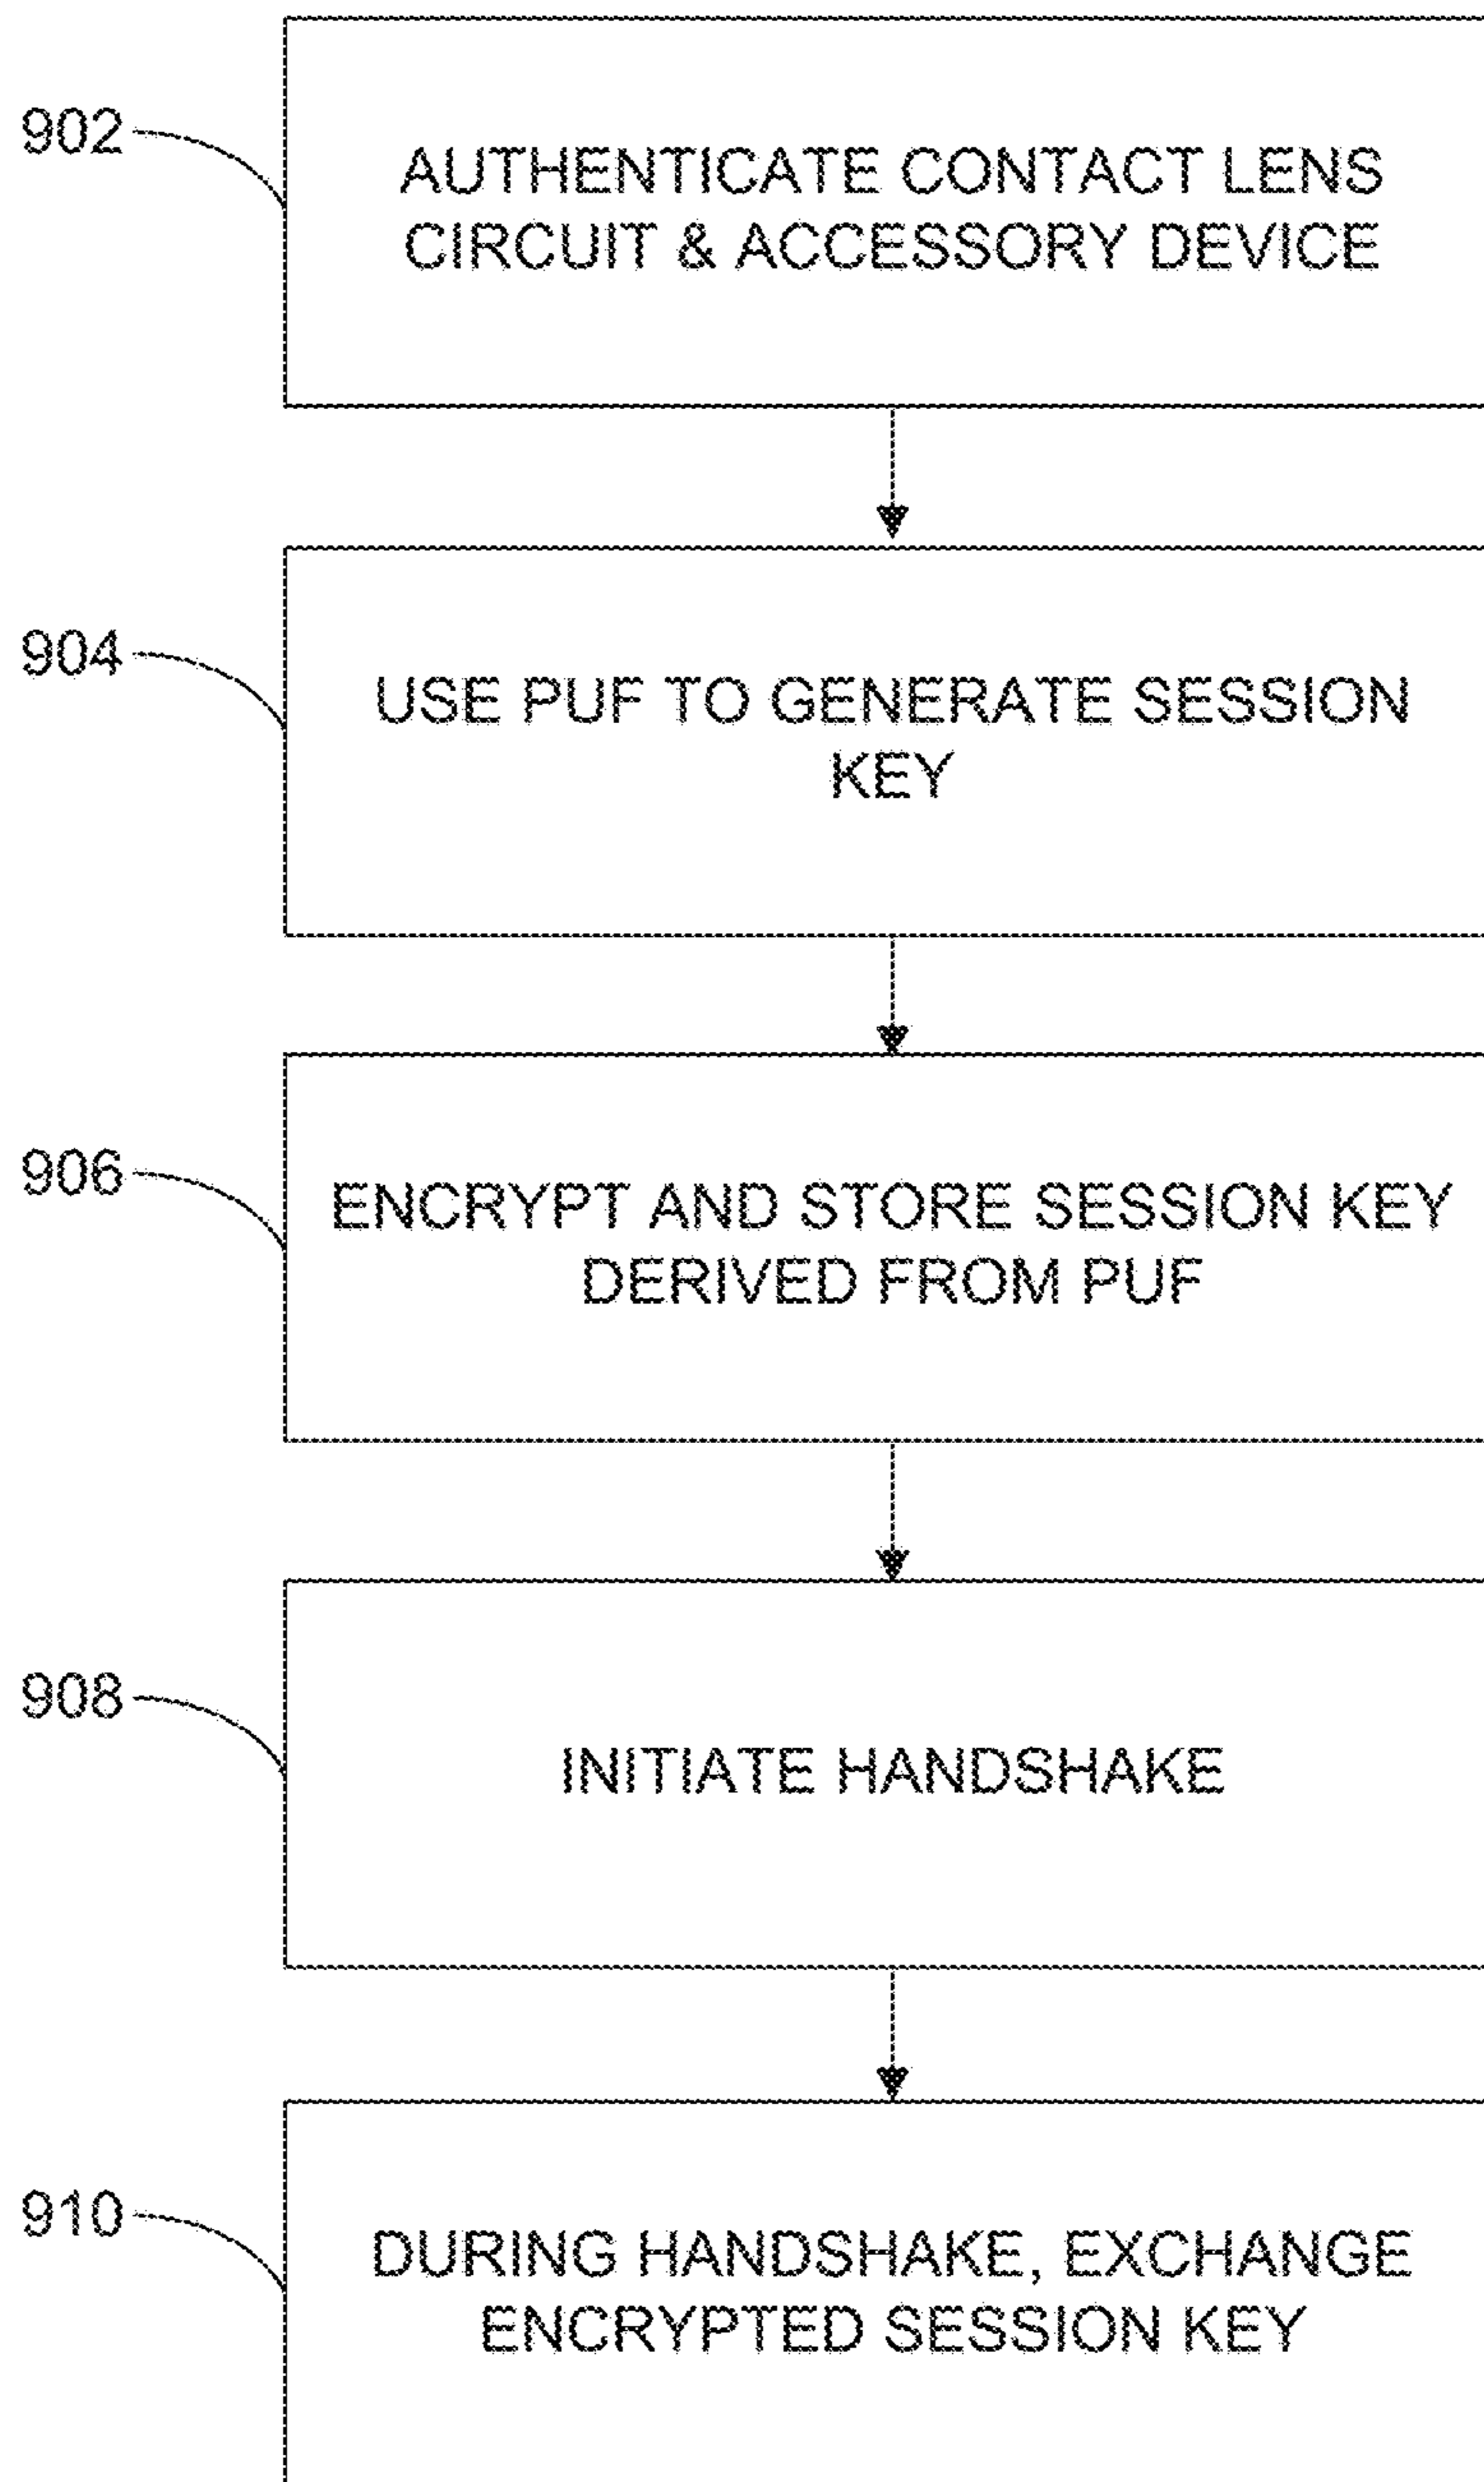 902
AUTHENTICATE CONTACT LENS
CIRCUIT & ACCESSORY DEVICE
904
USE PUF TO GENERATE SESSION
KEY
906
ENCRYPT AND STORE SESSION KEY
DERIVED FROM PUF
908
INITIATE HANDSHAKE
910
DURING HANDSHAKE, EXCHANGE
ENCRYPTED SESSION KEY